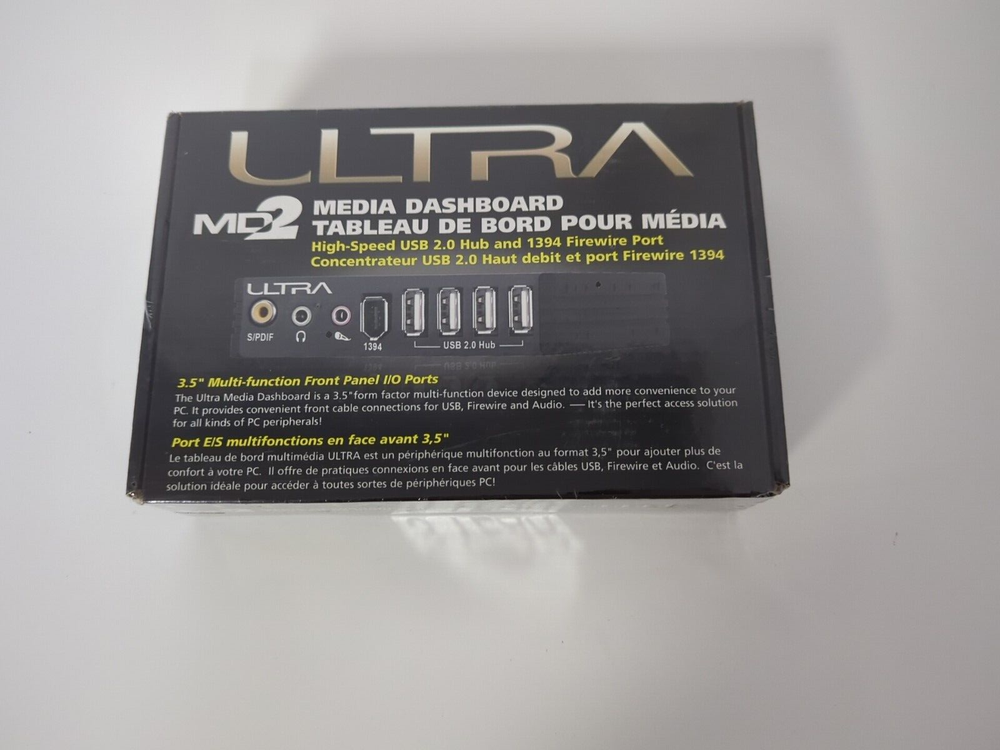 ULTRA
MD2 MEDIA DASHBOARD
TABLEAU DE BORD POUR MÉDIA
High-Speed USB 2.0 Hub and 1394 Firewire Port
Concentrateur USB 2.0 Haut debit et port Firewire 1394
ULTRA
S/PDIF
1394
USB 2.0 Hub
3.5" Multi-function Front Panel I/O Ports
The Ultra Media Dashboard is a 3.5"form factor multi-function device designed to add more convenience to your
PC. It provides convenient front cable connections for USB, Firewire and Audio. — It's the perfect access solution
for all kinds of PC peripherals!
Port E/S multifonctions en face avant 3,5"
Le tableau de bord multimédia ULTRA est un périphérique multifonction au format 3,5" pour ajouter plus de
confort à votre PC. Il offre de pratiques connexions en face avant pour les câbles USB, Firewire et Audio. C'est la
solution idéale pour accéder à toutes sortes de périphériques PC!